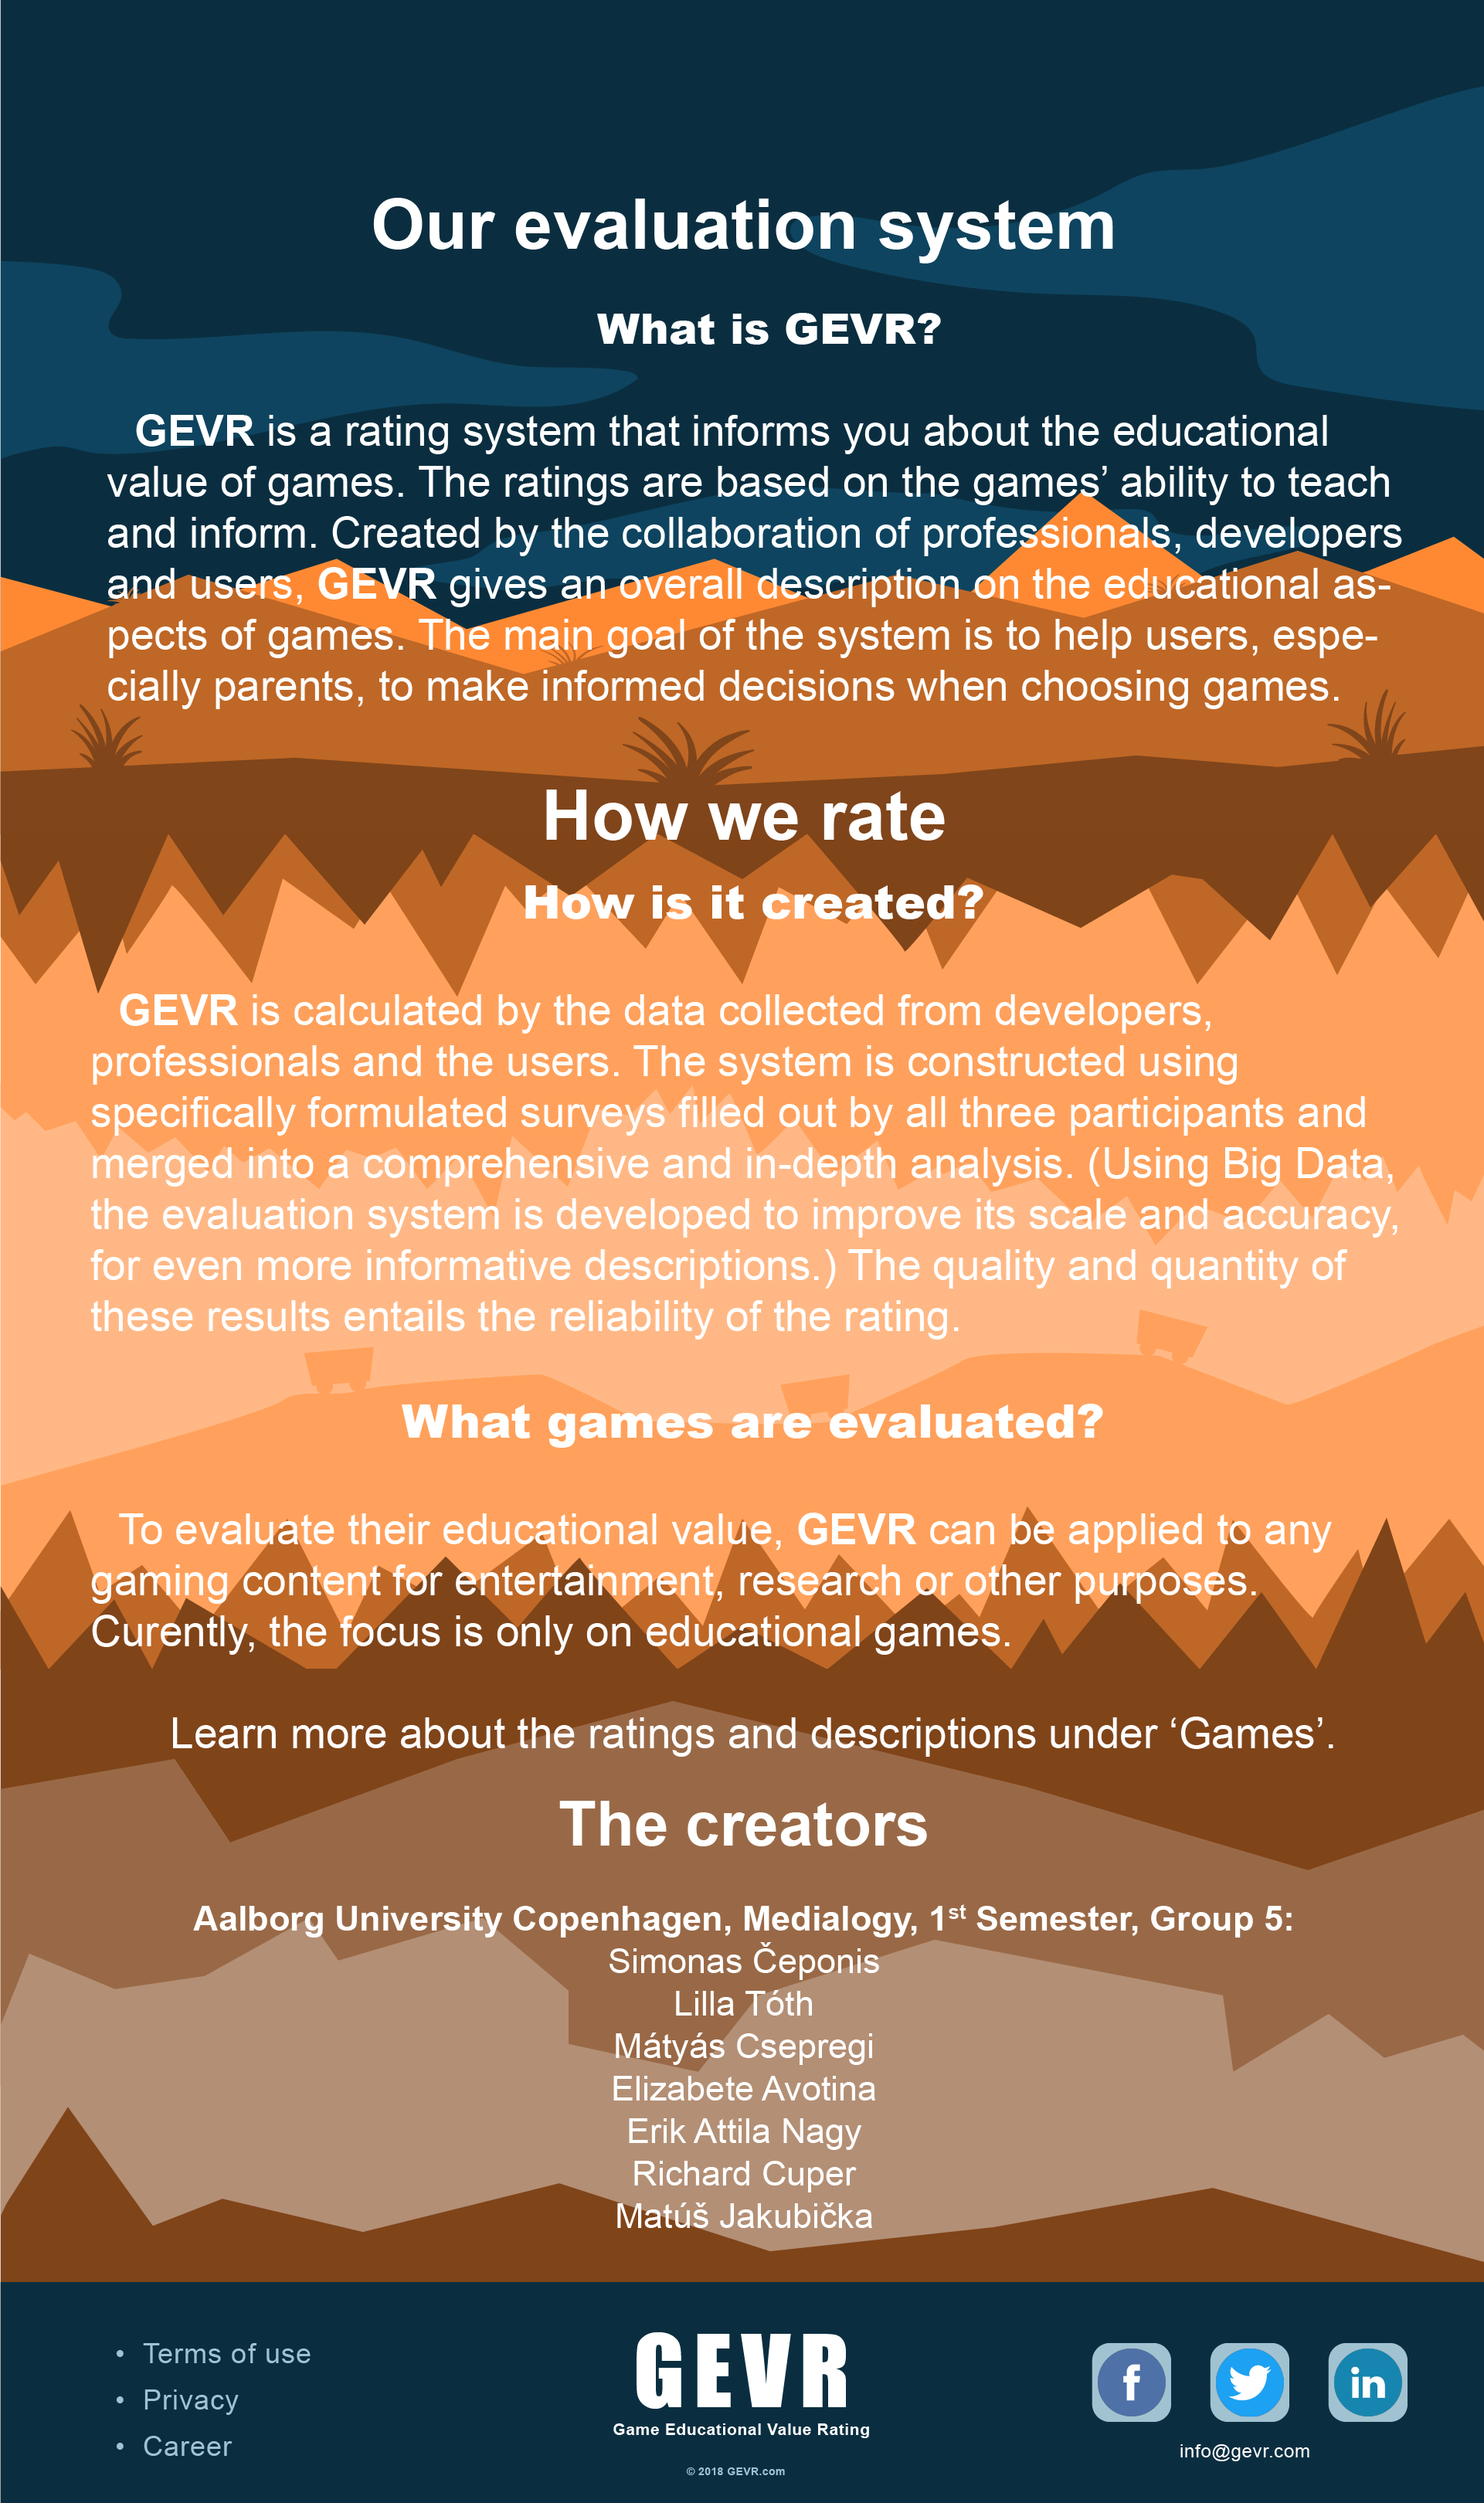 Our evaluation system
What is GEVR?
GEVR is a rating system that informs you about the educational
value of games. The ratings are based on the games’ ability to teach
and inform. Created by the collaboration of professionals, developers
and users, GEVR gives an overall description on the educational as-
pects of games. The main goal of the system is to help users, espe-
cially parents, to make informed decisions when choosing games.
How we rate
How is it created?
GEVR is calculated by the data collected from developers,
professionals and the users. The system is constructed using
specifically formulated surveys filled out by all three participants and
merged into a comprehensive and in-depth analysis. (Using Big Data,
the evaluation system is developed to improve its scale and accuracy,
for even more informative descriptions.) The quality and quantity of
these results entails the reliability of the rating.
What games are evaluated?
To evaluate their educational value, GEVR can be applied to any
gaming content for entertainment, research or other purposes.
Curently, the focus is only on educational games.
Learn more about the ratings and descriptions under ‘Games’.
The creators
Aalborg University Copenhagen, Medialogy, 1st Semester, Group 5:
Simonas Čeponis
Lilla Tóth
Mátyás Csepregi
Elizabete Avotina
Erik Attila Nagy
Richard Cuper
Matúš Jakubička
• Terms of use
• Privacy
• Career
GEVR
Game Educational Value Rating
© 2018 GEVR.com
f
in
info@gevr.com